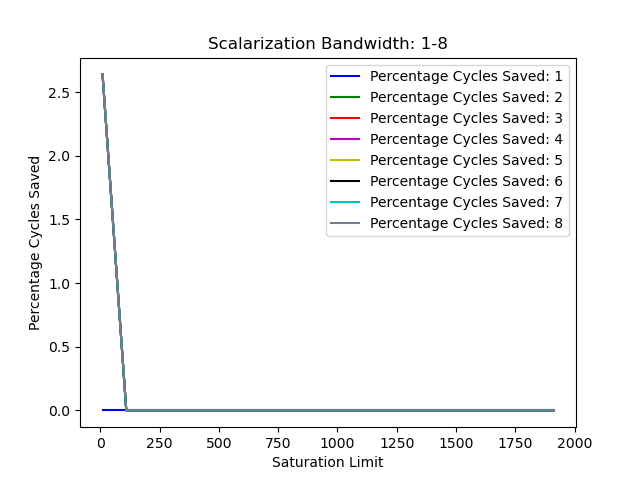 Scalarization Bandwidth: 1-8
Percentage Cycles Saved: 1
Percentage Cycles Saved: 2
Percentage Cycles Saved: 3
Percentage Cycles Saved: 4
Percentage Cycles Saved: 5
Percentage Cycles Saved: 6
Percentage Cycles Saved: 7
Percentage Cycles Saved: 8
Percentage Cycles Saved
2.5
2.0
1.5
1.0
0.5
0.0
0 250 500 750 1000 1250 1500 1750 2000
Saturation Limit